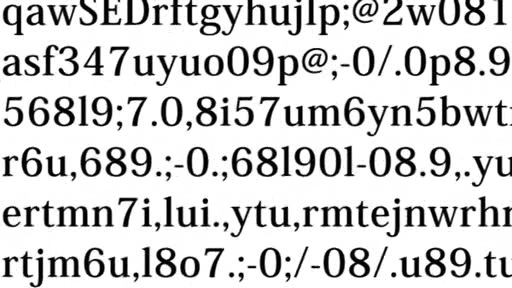 qawSEDrftgyhujlp;@2w081
asf347uyuo09p@;-0/.0p8.9
568l9;7.0,8i57um6yn5bwt
r6u,689.;-0.;68l90l-08.9,.yu
ertmn7i,lui.,ytu,rmtejnwrhr
rtjm6u,l8o7.;-0;/-08/.u89.tu